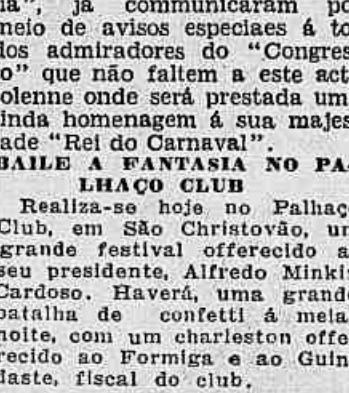 ia", já communicaram po
neio de avisos especiaes á to
dos admiradores do "Congres
o" que não faltem a este act
olenne onde será prestada um
inda homenagem á sua majes
ade "Rei do Carnaval".
BAILE A FANTASIA NO PA-
LHAÇO CLUB
Realiza-se hoje no Palhaç
Club, em São Christovão, un
grande festival offerecido a
seu presidente, Alfredo Minki
Cardoso. Haverá, uma grand
batalha de confetti á meia
noite, com um charleston offe
recido ao Formiga e ao Guin
daste, fiscal do club.